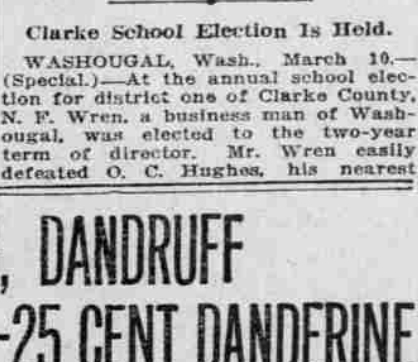 Clarke School Election Is Held.
WASHOUGAL, Wash., March 10.—
(Special.)—At the annual school elec-
tion for district one of Clarke County,
N. F. Wren, a business man of Wash-
ougal, was elected to the two-year
term of director. Mr. Wren easily
defeated O. C. Hughes, his nearest
, DANDRUFF
-25 CENT DANDERINE